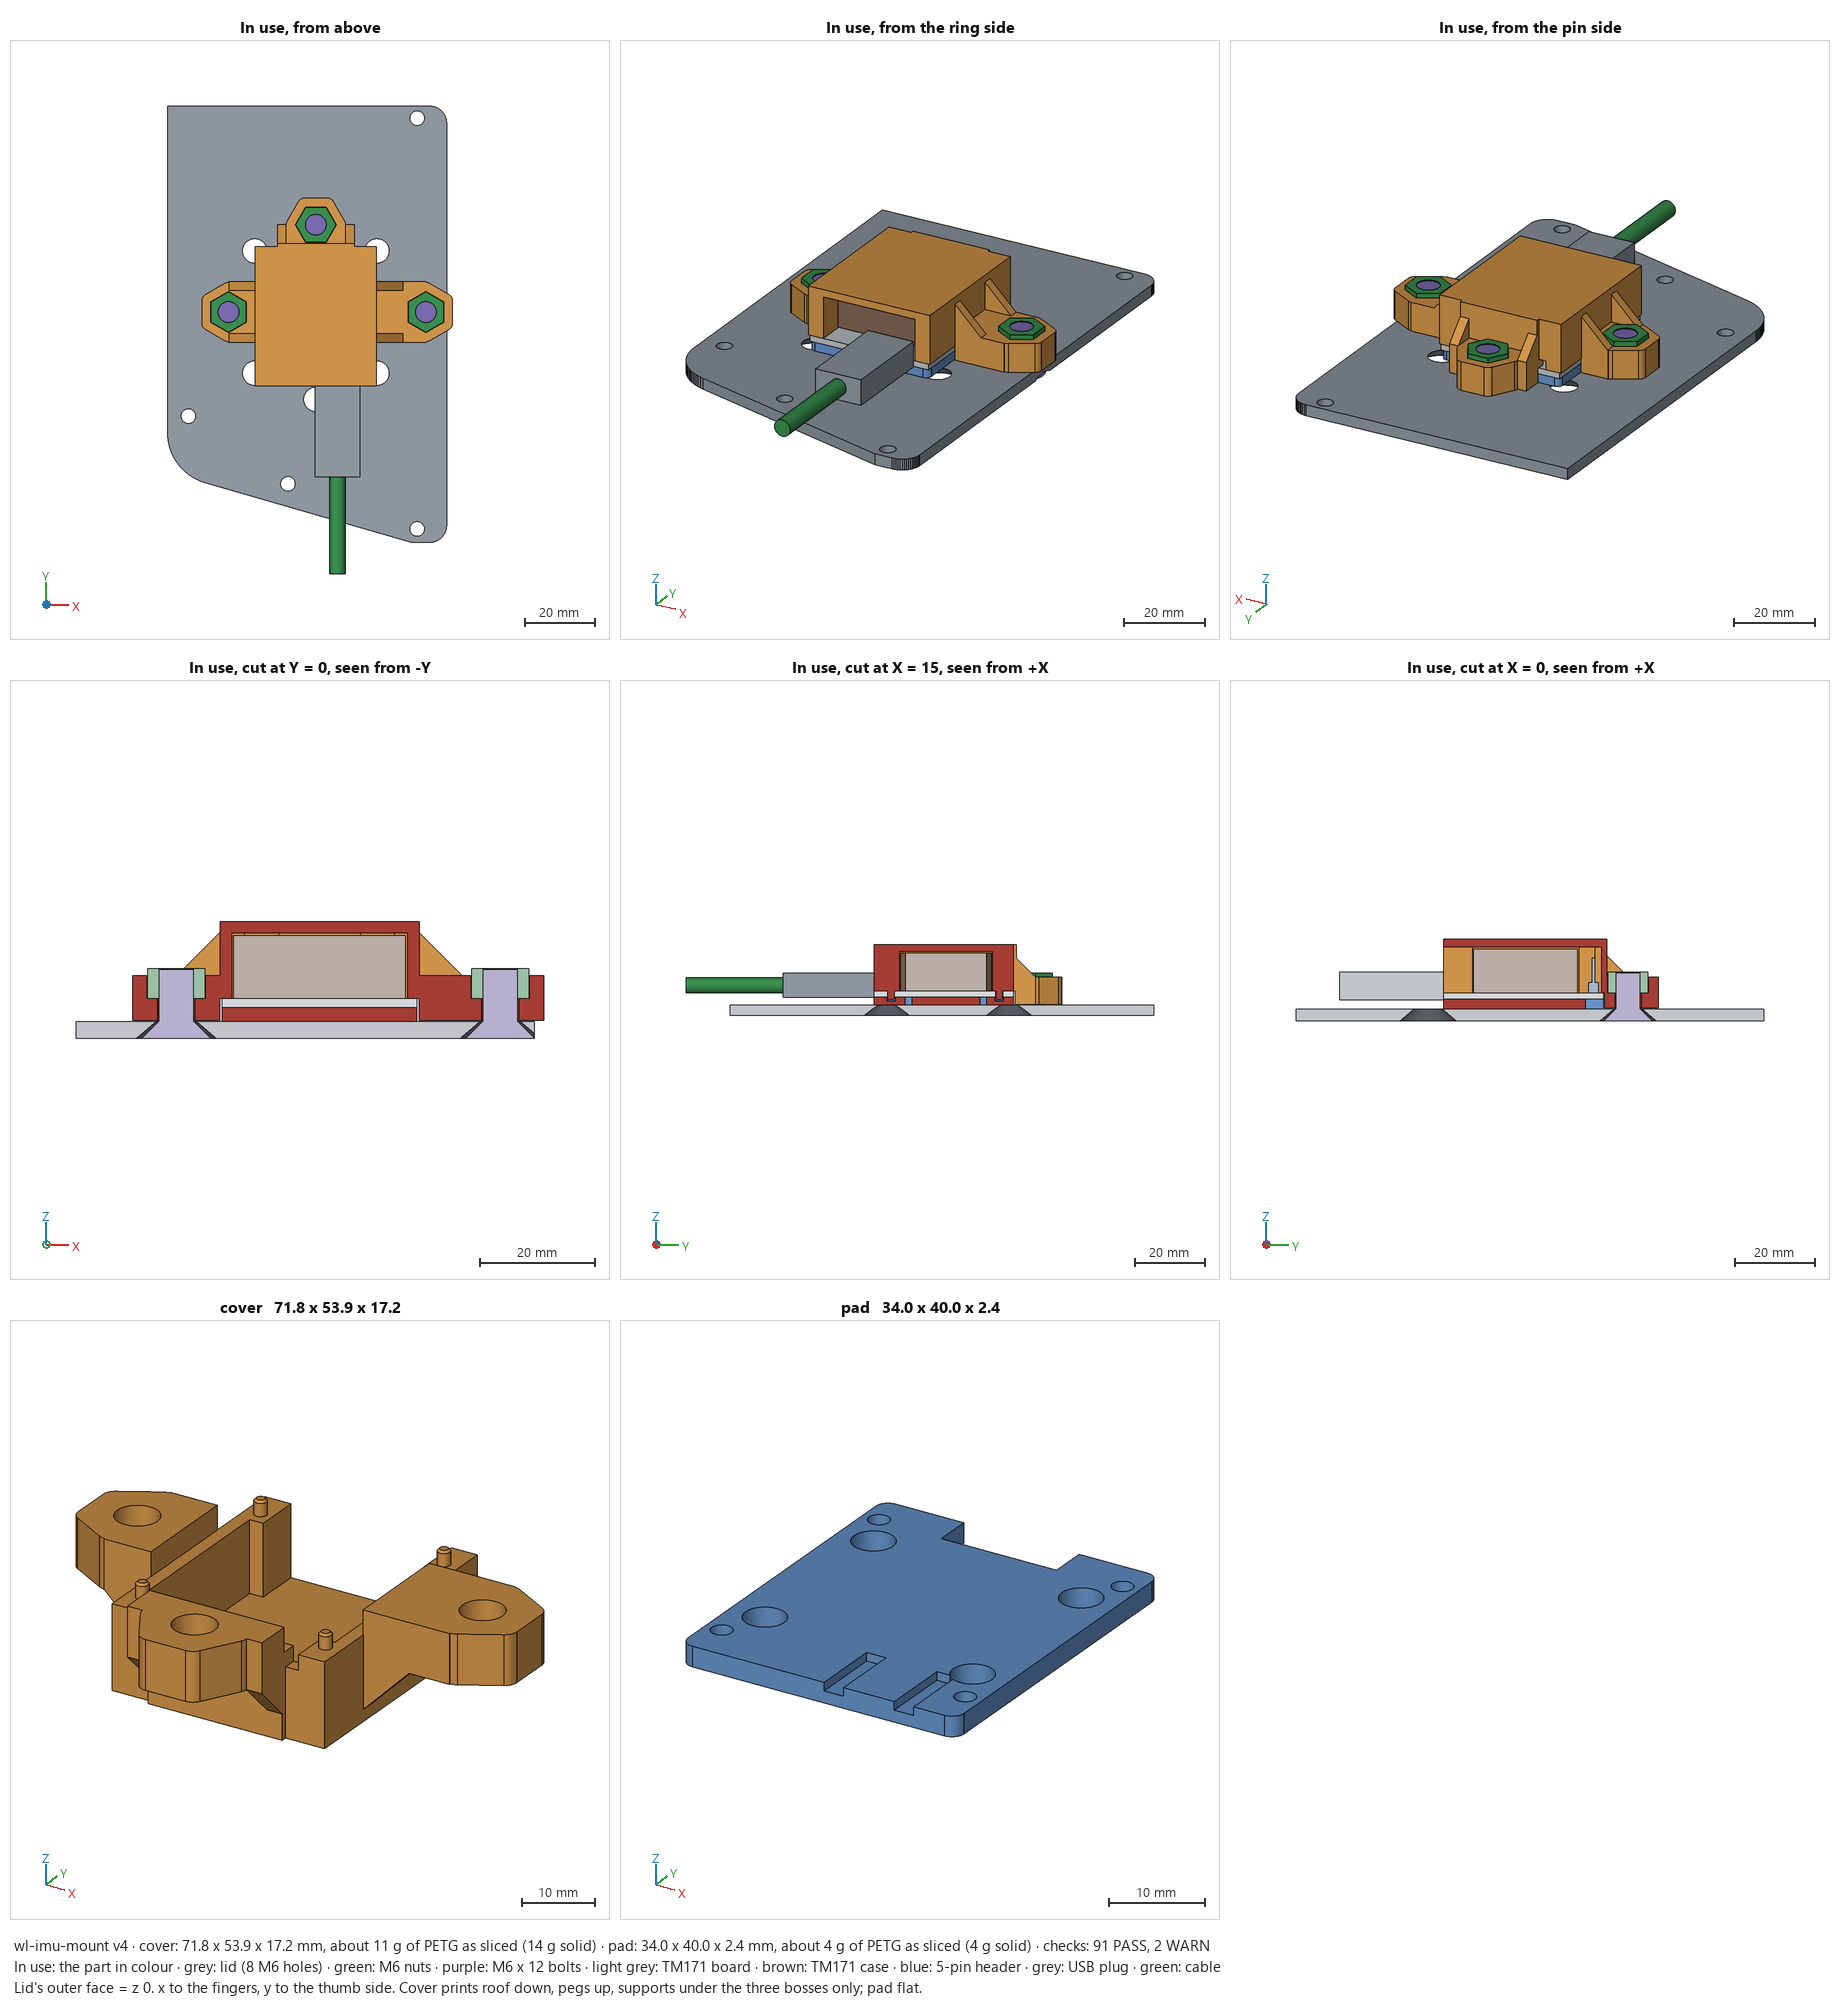 In use, from above
In use, from the ring side
In use, from the pin side
Y
X
20 mm
Z
Y
X
20 mm
Z
X
Y
20 mm
In use, cut at Y = 0, seen from -Y
In use, cut at X = 15, seen from +X
In use, cut at X = 0, seen from +X
Z
X
20 mm
Z
Y
20 mm
Z
Y
20 mm
cover 71.8 x 53.9 x 17.2
pad 34.0 x 40.0 x 2.4
Z
Y
X
10 mm
Z
Y
X
10 mm
wl-imu-mount v4 · cover: 71.8 x 53.9 x 17.2 mm, about 11 g of PETG as sliced (14 g solid) · pad: 34.0 x 40.0 x 2.4 mm, about 4 g of PETG as sliced (4 g solid) · checks: 91 PASS, 2 WARN
In use: the part in colour · grey: lid (8 M6 holes) · green: M6 nuts · purple: M6 x 12 bolts · light grey: TM171 board · brown: TM171 case · blue: 5-pin header · grey: USB plug · green: cable
Lid's outer face = z 0. x to the fingers, y to the thumb side. Cover prints roof down, pegs up, supports under the three bosses only; pad flat.